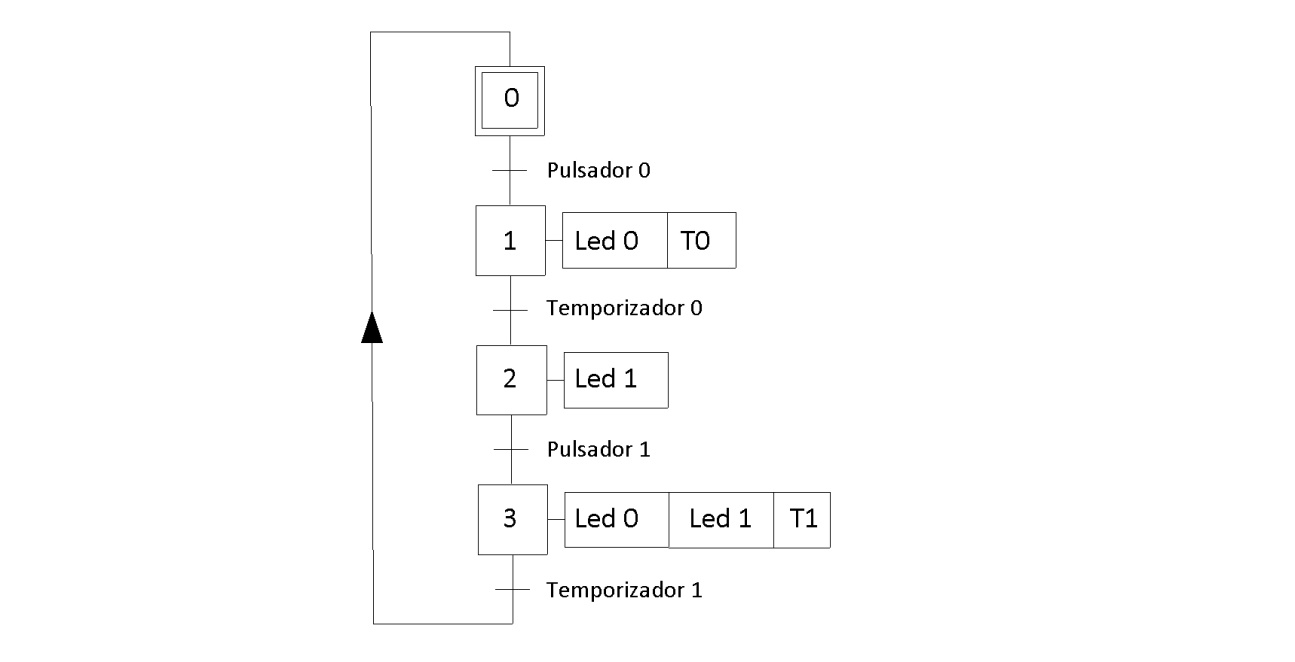 0
Pulsador 0
1 Led 0 T0
Temporizador 0
2 Led 1
Pulsador 1
3 Led 0 Led 1 T1
Temporizador 1